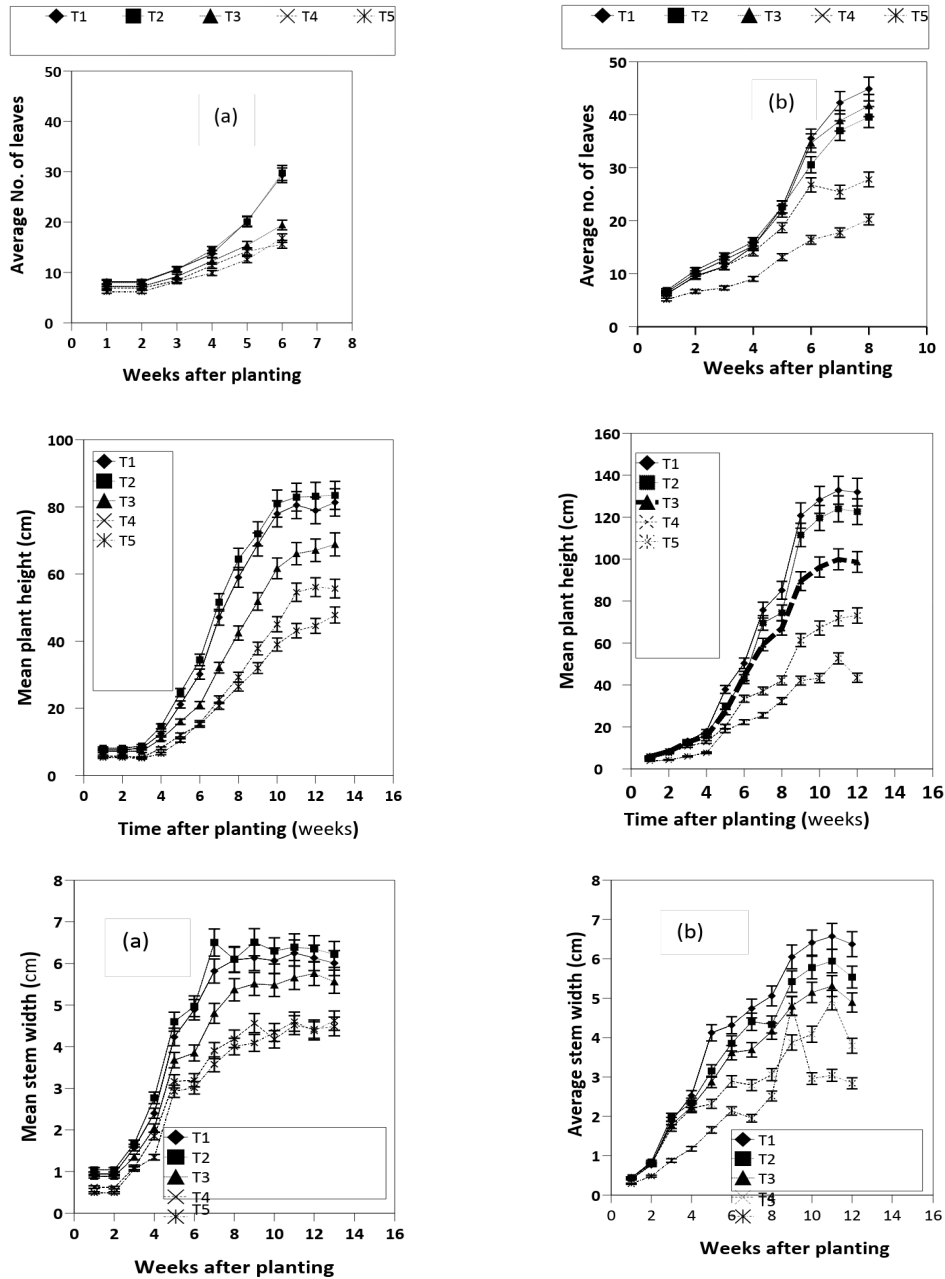 T1 T2 T3 T4 T5
50
40
30
20
10
0
0 1 2 3 4 5 6 7 8
(a)
Average No. of leaves
Weeks after planting
T1 T2 T3 T4 T5
50
40
30
20
10
0
0 2 4 6 8 10
(b)
Average no. of leaves
Weeks after planting
100
80
60
40
20
0
0 2 4 6 8 10 12 14 16
T1
T2
T3
T4
T5
Mean plant height (cm)
Time after planting (weeks)
160
140
120
100
80
60
40
20
0
0 2 4 6 8 10 12 14 16
T1
T2
T3
T4
T5
Mean plant height (cm)
Time after planting (weeks)
8
7
6
5
4
3
2
1
0
0 2 4 6 8 10 12 14 16
(a)
T1
T2
T3
T4
T5
Mean stem width (cm)
Weeks after planting
8
7
6
5
4
3
2
1
0
0 2 4 6 8 10 12 14 16
(b)
T1
T2
T3
T4
T5
Average stem width (cm)
Weeks after planting